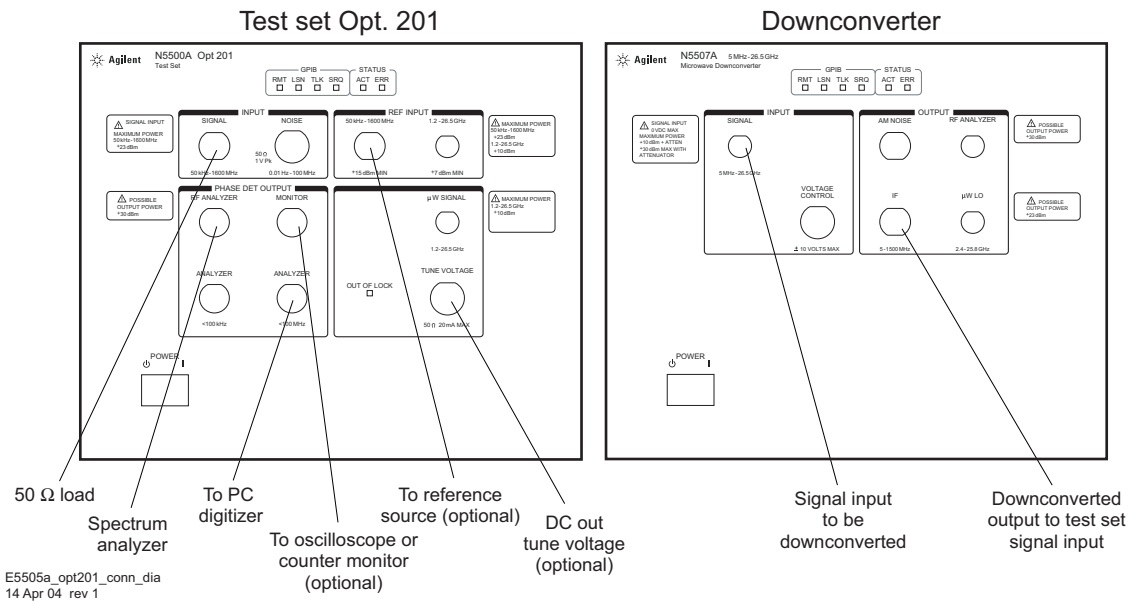 Test set Opt. 201
Agilent N5500A Opt 201
Test Set
GPIB STATUS
RMT LSN TLK SRQ ACT ERR
SIGNAL INPUT
MAXIMUM POWER
50kHz-1600MHz
+23dBm
INPUT
SIGNAL NOISE
50 Ω
1 V Pk
50 kHz-1600 MHz 0.01 Hz-100 MHz
REF INPUT
50 kHz-1600 MHz 1.2-26.5 GHz
+15 dBm MIN +7 dBm MIN
MAXIMUM POWER
50 kHz-1600 MHz
+23 dBm
1.2-26.5 GHz
+10 dBm
POSSIBLE
OUTPUT POWER
+30 dBm
PHASE DET OUTPUT
RF ANALYZER MONITOR
ANALYZER ANALYZER
<100 kHz <100 MHz
µW SIGNAL
1.2-26.5 GHz
MAXIMUM POWER
1.2-26.5 GHz
+10 dBm
OUT OF LOCK
TUNE VOLTAGE
50 Ω 20 mA MAX
POWER
50 Ω load
Spectrum
analyzer
To PC
digitizer
To oscilloscope or
counter monitor
(optional)
To reference
source (optional)
DC out
tune voltage
(optional)
Downconverter
Agilent N5507A 5 MHz-26.5 GHz
Microwave Downconverter
GPIB STATUS
RMT LSN TLK SRQ ACT ERR
SIGNAL INPUT
0 VDC MAX
MAXIMUM POWER
+10 dBm + ATTEN
+30 dBm MAX WITH
ATTENUATOR
INPUT
SIGNAL
5 MHz-26.5 GHz
VOLTAGE
CONTROL
± 10 VOLTS MAX
OUTPUT
AM NOISE RF ANALYZER
IF µW LO
5-1500 MHz 2.4-25.8 GHz
POSSIBLE
OUTPUT POWER
+30 dBm
POSSIBLE
OUTPUT POWER
+23 dBm
POWER
Signal input
to be
downconverted
Downconverted
output to test set
signal input
E5505a_opt201_conn_dia
14 Apr 04 rev 1